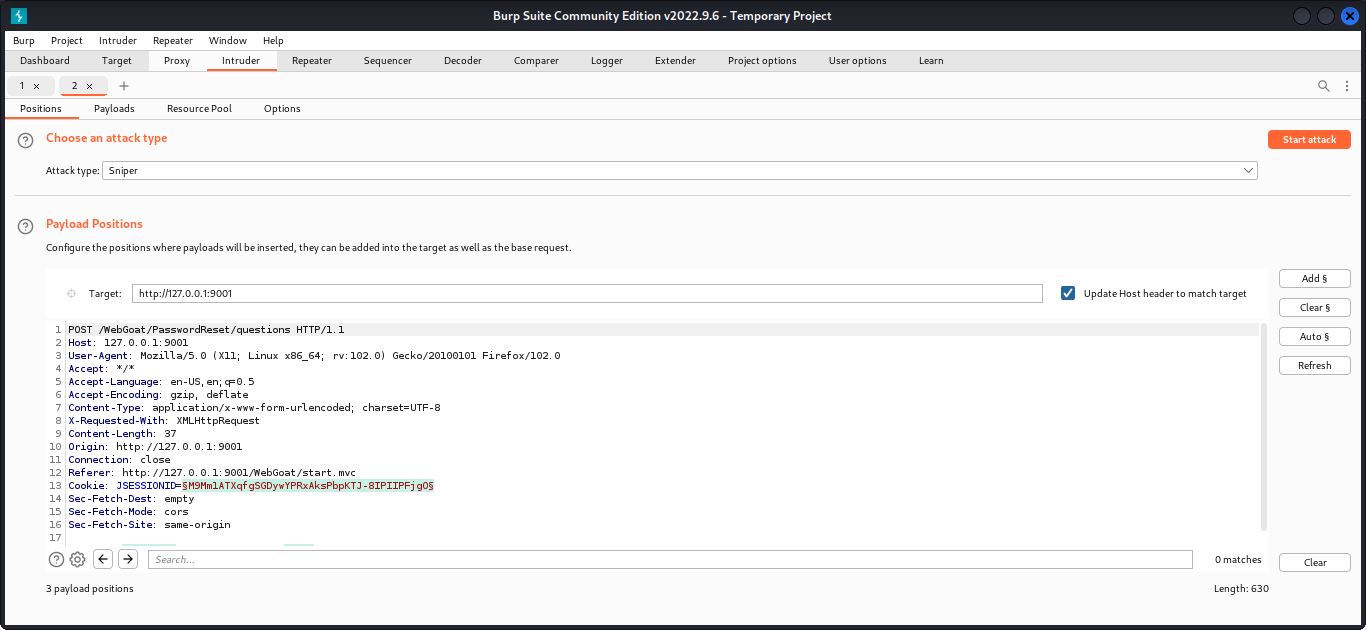 Burp Suite Community Edition v2022.9.6 - Temporary Project
Burp Project Intruder Repeater Window Help
Dashboard Target Proxy Intruder Repeater Sequencer Decoder Comparer Logger Extender Project options User options Learn
1 × 2 × +
Positions Payloads Resource Pool Options
? Choose an attack type Start attack
Attack type: Sniper
? Payload Positions
Configure the positions where payloads will be inserted, they can be added into the target as well as the base request.
Add §
Target: http://127.0.0.1:9001 Update Host header to match target
Clear §
1 POST /WebGoat/PasswordReset/questions HTTP/1.1
Auto §
2 Host: 127.0.0.1:9001
3 User-Agent: Mozilla/5.0 (X11; Linux x86_64; rv:102.0) Gecko/20100101 Firefox/102.0
Refresh
4 Accept: */*
5 Accept-Language: en-US,en;q=0.5
6 Accept-Encoding: gzip, deflate
7 Content-Type: application/x-www-form-urlencoded; charset=UTF-8
8 X-Requested-With: XMLHttpRequest
9 Content-Length: 37
10 Origin: http://127.0.0.1:9001
11 Connection: close
12 Referer: http://127.0.0.1:9001/WebGoat/start.mvc
13 Cookie: JSESSIONID=§M9Mm1ATXqfgSGDywYPRxAksPbpKTJ-8IPIIPFjgO§
14 Sec-Fetch-Dest: empty
15 Sec-Fetch-Mode: cors
16 Sec-Fetch-Site: same-origin
17
? Search... 0 matches Clear
3 payload positions Length: 630